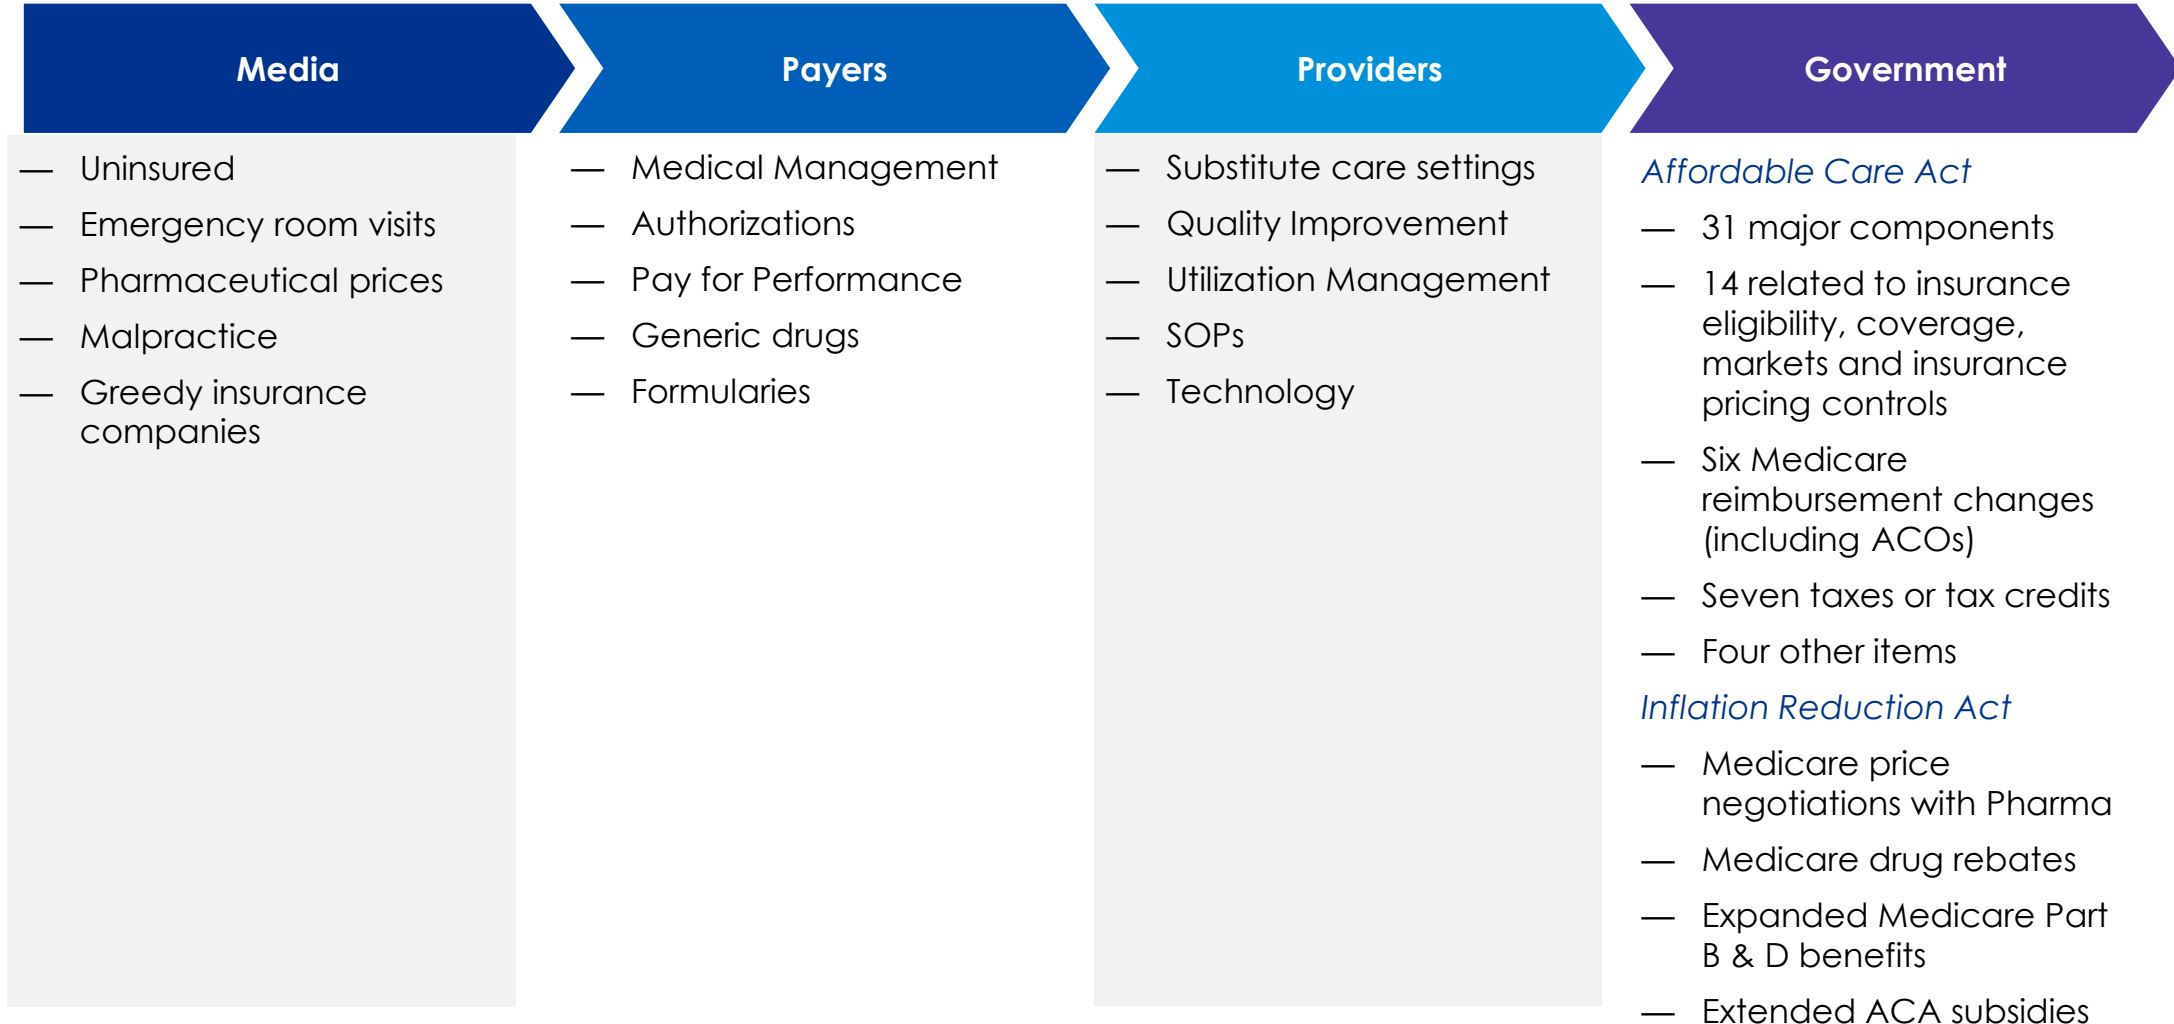 Media
Payers
Providers
Government
— Uninsured
— Emergency room visits
— Pharmaceutical prices
— Malpractice
— Greedy insurance
companies
— Medical Management
— Authorizations
— Pay for Performance
— Generic drugs
— Formularies
— Substitute care settings
— Quality Improvement
— Utilization Management
— SOPs
— Technology
Affordable Care Act
— 31 major components
— 14 related to insurance
eligibility, coverage,
markets and insurance
pricing controls
— Six Medicare
reimbursement changes
(including ACOs)
— Seven taxes or tax credits
— Four other items
Inflation Reduction Act
— Medicare price
negotiations with Pharma
— Medicare drug rebates
— Expanded Medicare Part
B & D benefits
— Extended ACA subsidies